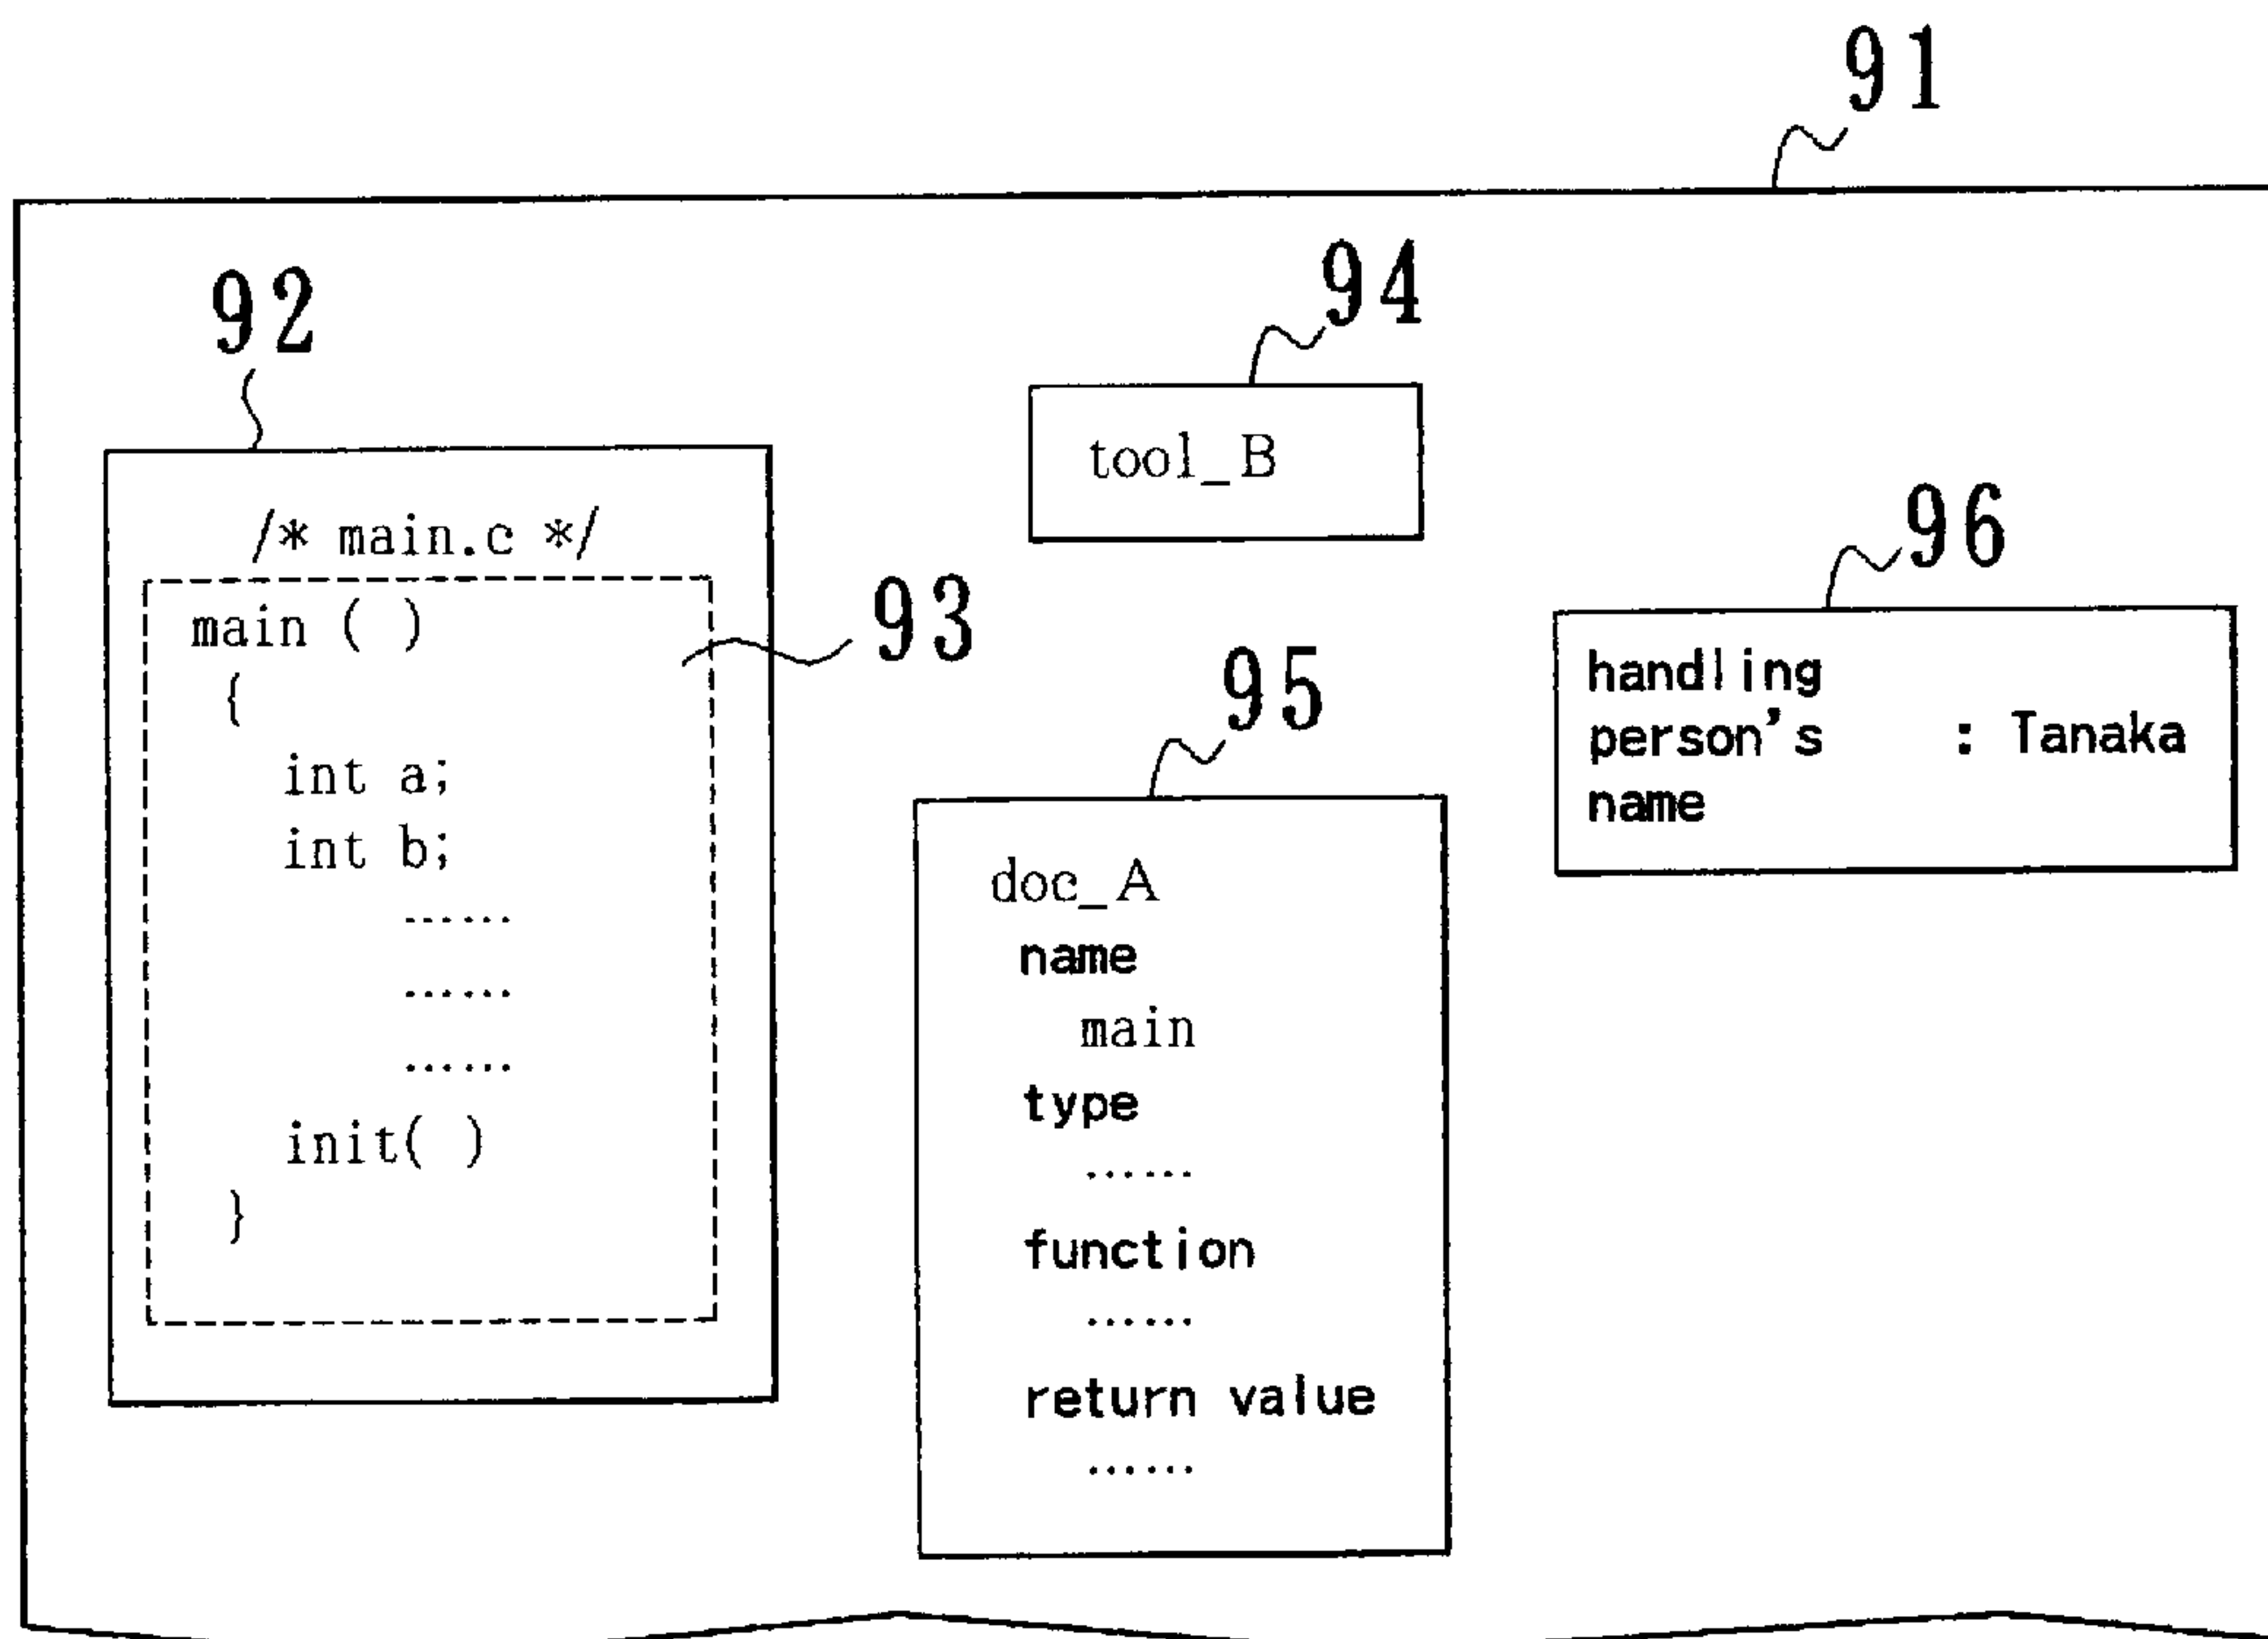 91
92
/* main.c */
main ( )
{
int a;
int b;
......
......
......
init( )
}
93
94
tool_B
95
doc_A
name
main
type
......
function
......
return value
......
96
handling
person's : Tanaka
name